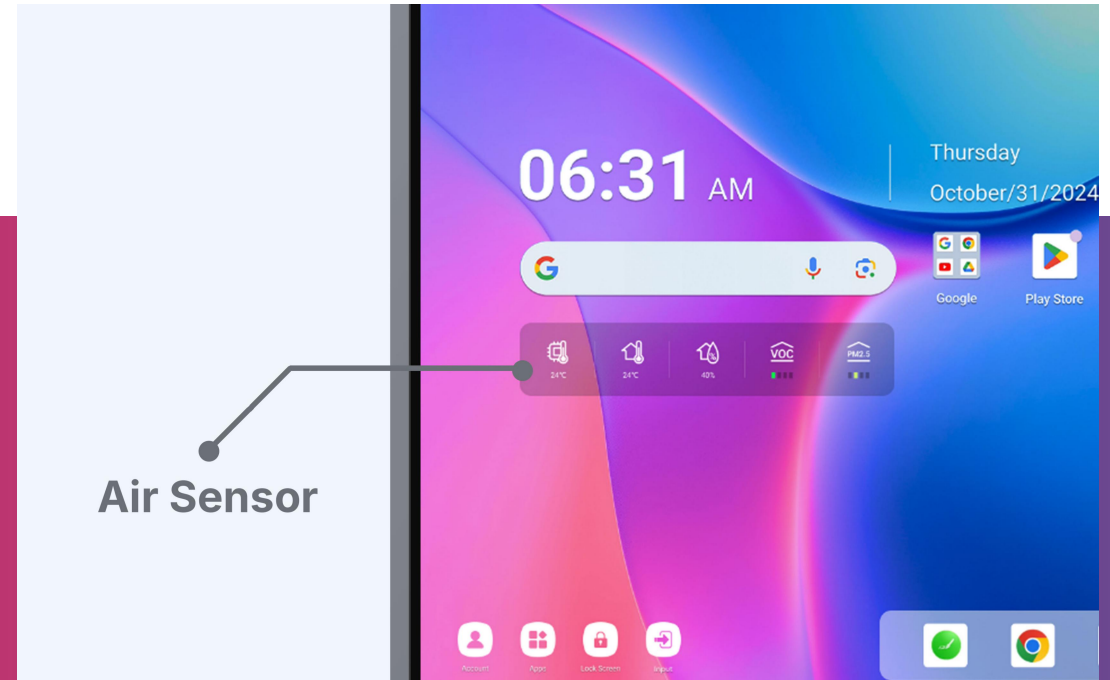 06:31 AM
Thursday
October/31/2024
Google
Play Store
VOC
PM2.5
24℃
24℃
40%
Air Sensor
Account
Apps
Lock Screen
Input